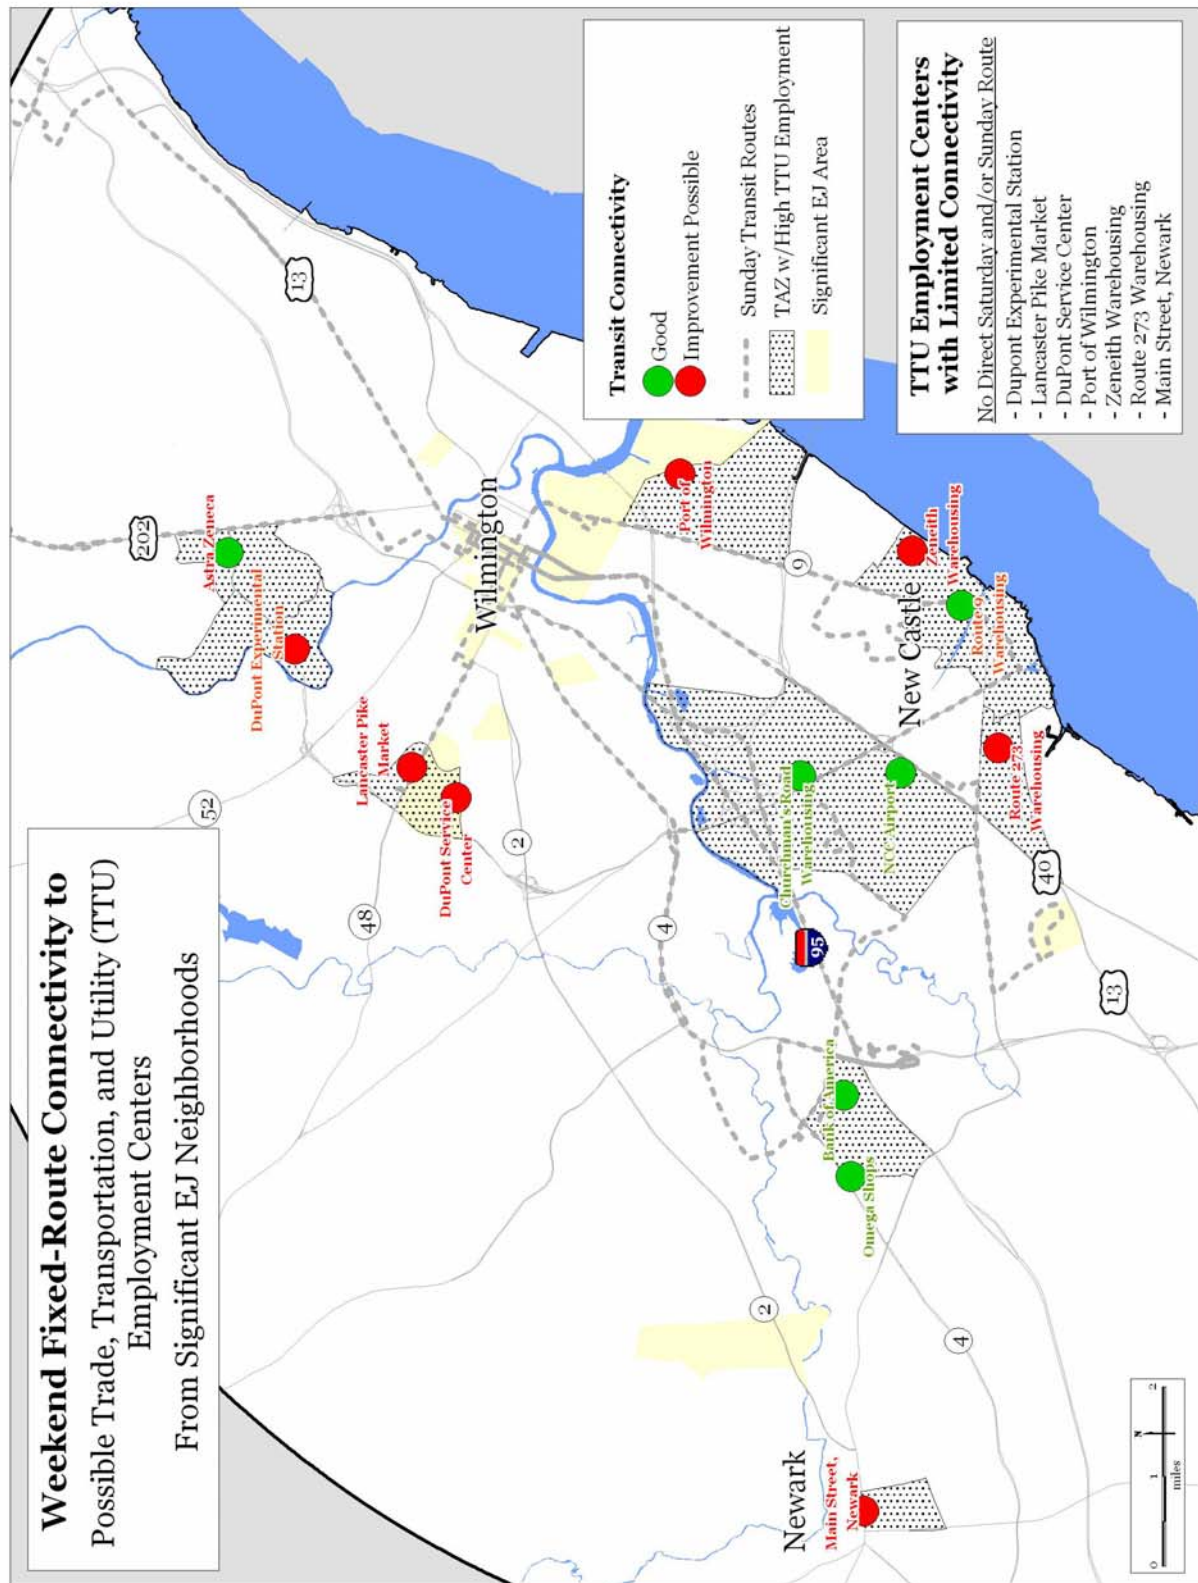 Weekend Fixed-Route Connectivity to
Possible Trade, Transportation, and Utility (TTU)
Employment Centers
From Significant EJ Neighborhoods
202
13
52
48
2
4
9
95
40
13
2
4
Astra Zeneca
DuPont Experimental
Station
Lancaster Pike
Market
DuPont Service
Center
Wilmington
Port of
Wilmington
New Castle
Zeneith
Warehousing
Route 9
Warehousing
Route 273
Warehousing
Churchman's Road
Warehousing
NCC Airport
Bank of America
Omega Shops
Newark
Main Street,
Newark
Transit Connectivity
Good
Improvement Possible
Sunday Transit Routes
TAZ w/High TTU Employment
Significant EJ Area
TTU Employment Centers
with Limited Connectivity
No Direct Saturday and/or Sunday Route
- Dupont Experimental Station
- Lancaster Pike Market
- DuPont Service Center
- Port of Wilmington
- Zeneith Warehousing
- Route 273 Warehousing
- Main Street, Newark
N
0 1 2
miles